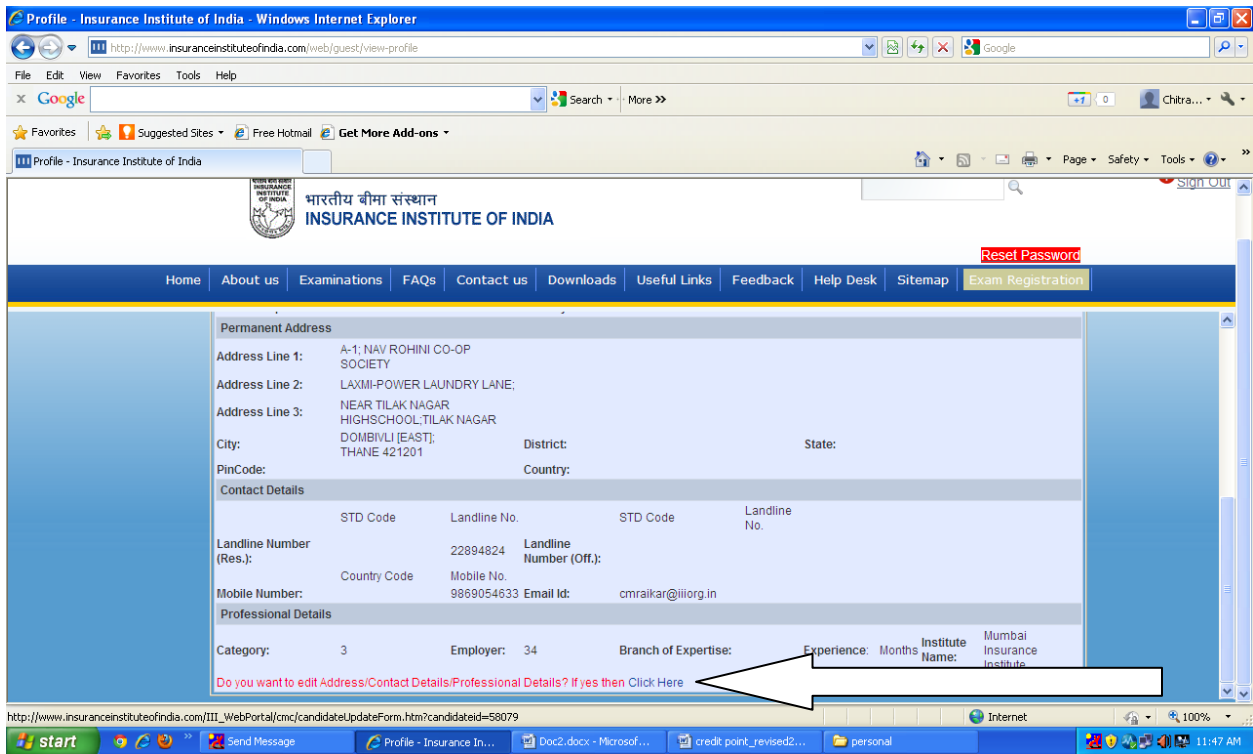 Profile - Insurance Institute of India - Windows Internet Explorer
http://www.insuranceinstituteofindia.com/web/guest/view-profile
Google
File Edit View Favorites Tools Help
x Google Search More >> +1 0 Chitra...
Favorites Suggested Sites Free Hotmail Get More Add-ons
Profile - Insurance Institute of India Page Safety Tools
INSURANCE INSTITUTE OF INDIA
भारतीय बीमा संस्थान
INSURANCE INSTITUTE OF INDIA
Sign Out
Reset Password
Home About us Examinations FAQs Contact us Downloads Useful Links Feedback Help Desk Sitemap Exam Registration
Permanent Address
Address Line 1: A-1; NAV ROHINI CO-OP
SOCIETY
Address Line 2: LAXMI-POWER LAUNDRY LANE;
Address Line 3: NEAR TILAK NAGAR
HIGHSCHOOL;TILAK NAGAR
City: DOMBIVLI [EAST];
THANE 421201 District: State:
PinCode: Country:
Contact Details
STD Code Landline No. STD Code Landline
No.
Landline Number
(Res.): 22894824 Landline
Number (Off.):
Country Code Mobile No.
Mobile Number: 9869054633 Email Id: cmraikar@iiiorg.in
Professional Details
Category: 3 Employer: 34 Branch of Expertise: Experience: Months Institute
Name: Mumbai
Insurance
Institute
Do you want to edit Address/Contact Details/Professional Details? If yes then Click Here
http://www.insuranceinstituteofindia.com/III_WebPortal/cmc/candidateUpdateForm.htm?candidateid=58079 Internet 100%
start Send Message Profile - Insurance In... Doc2.docx - Microsof... credit point_revised2... personal 11:47 AM